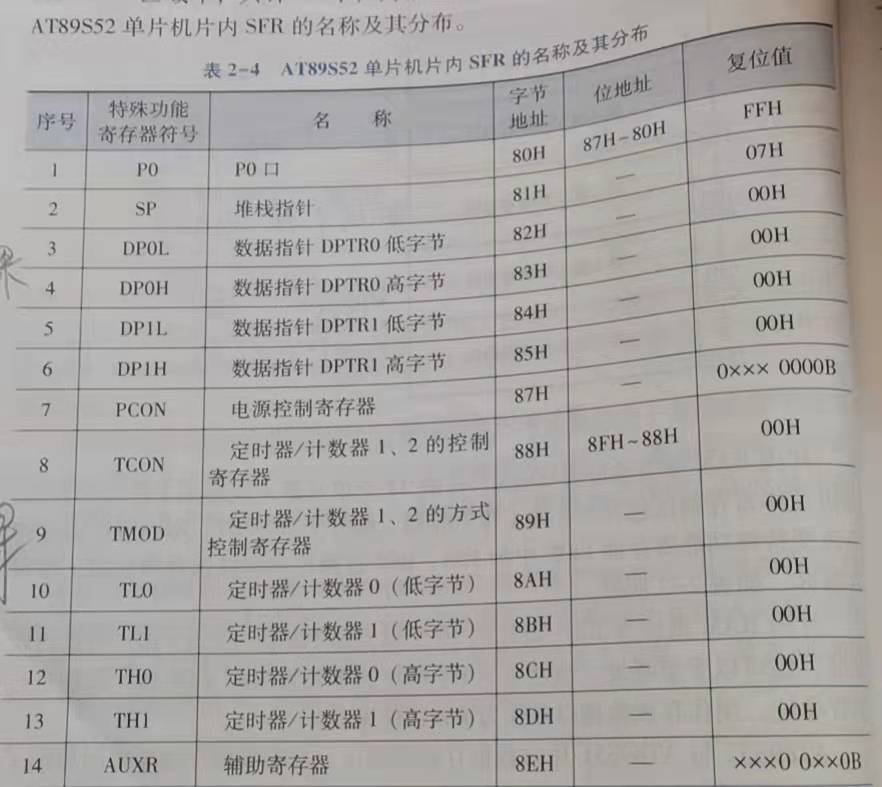 AT89S52 单片机片内 SFR 的名称及其分布。
表 2-4 AT89S52 单片机片内 SFR 的名称及其分布
序号 特殊功能寄存器符号 名 称 字节地址 位地址 复位值
1 P0 P0 口 80H 87H~80H FFH
2 SP 堆栈指针 81H — 07H
3 DP0L 数据指针 DPTR0 低字节 82H — 00H
4 DP0H 数据指针 DPTR0 高字节 83H — 00H
5 DP1L 数据指针 DPTR1 低字节 84H — 00H
6 DP1H 数据指针 DPTR1 高字节 85H — 00H
7 PCON 电源控制寄存器 87H — 0××× 0000B
8 TCON 定时器/计数器 1、2 的控制寄存器 88H 8FH~88H 00H
9 TMOD 定时器/计数器 1、2 的方式控制寄存器 89H — 00H
10 TL0 定时器/计数器 0（低字节） 8AH — 00H
11 TL1 定时器/计数器 1（低字节） 8BH — 00H
12 TH0 定时器/计数器 0（高字节） 8CH — 00H
13 TH1 定时器/计数器 1（高字节） 8DH — 00H
14 AUXR 辅助寄存器 8EH — ×××0 0××0B